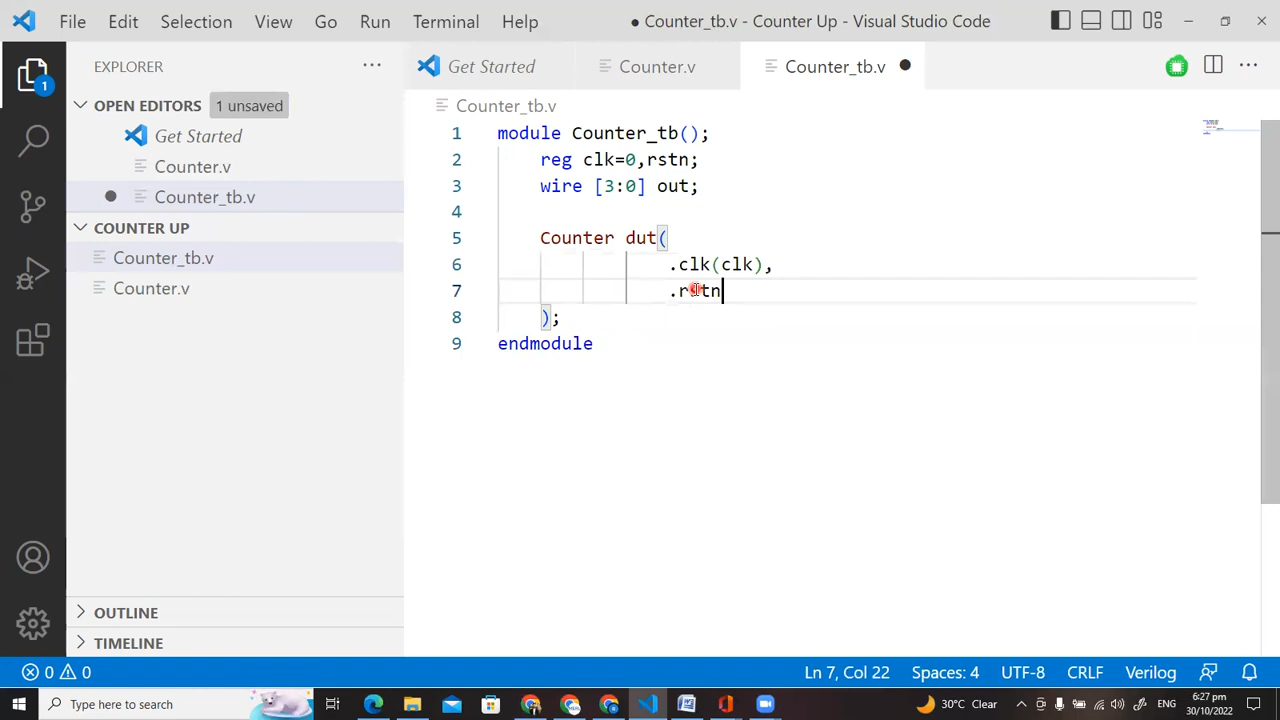 File Edit Selection View Go Run Terminal Help
● Counter_tb.v - Counter Up - Visual Studio Code
EXPLORER
Get Started
Counter.v
Counter_tb.v
OPEN EDITORS 1 unsaved
Get Started
Counter.v
Counter_tb.v
COUNTER UP
Counter_tb.v
Counter.v
OUTLINE
TIMELINE
1
Counter_tb.v
1 module Counter_tb();
2 reg clk=0,rstn;
3 wire [3:0] out;
4
5 Counter dut(
6 .clk(clk),
7 .rstn
8 );
9 endmodule
0 0
Ln 7, Col 22 Spaces: 4 UTF-8 CRLF Verilog
Type here to search
30°C Clear
ENG
6:27 pm
30/10/2022